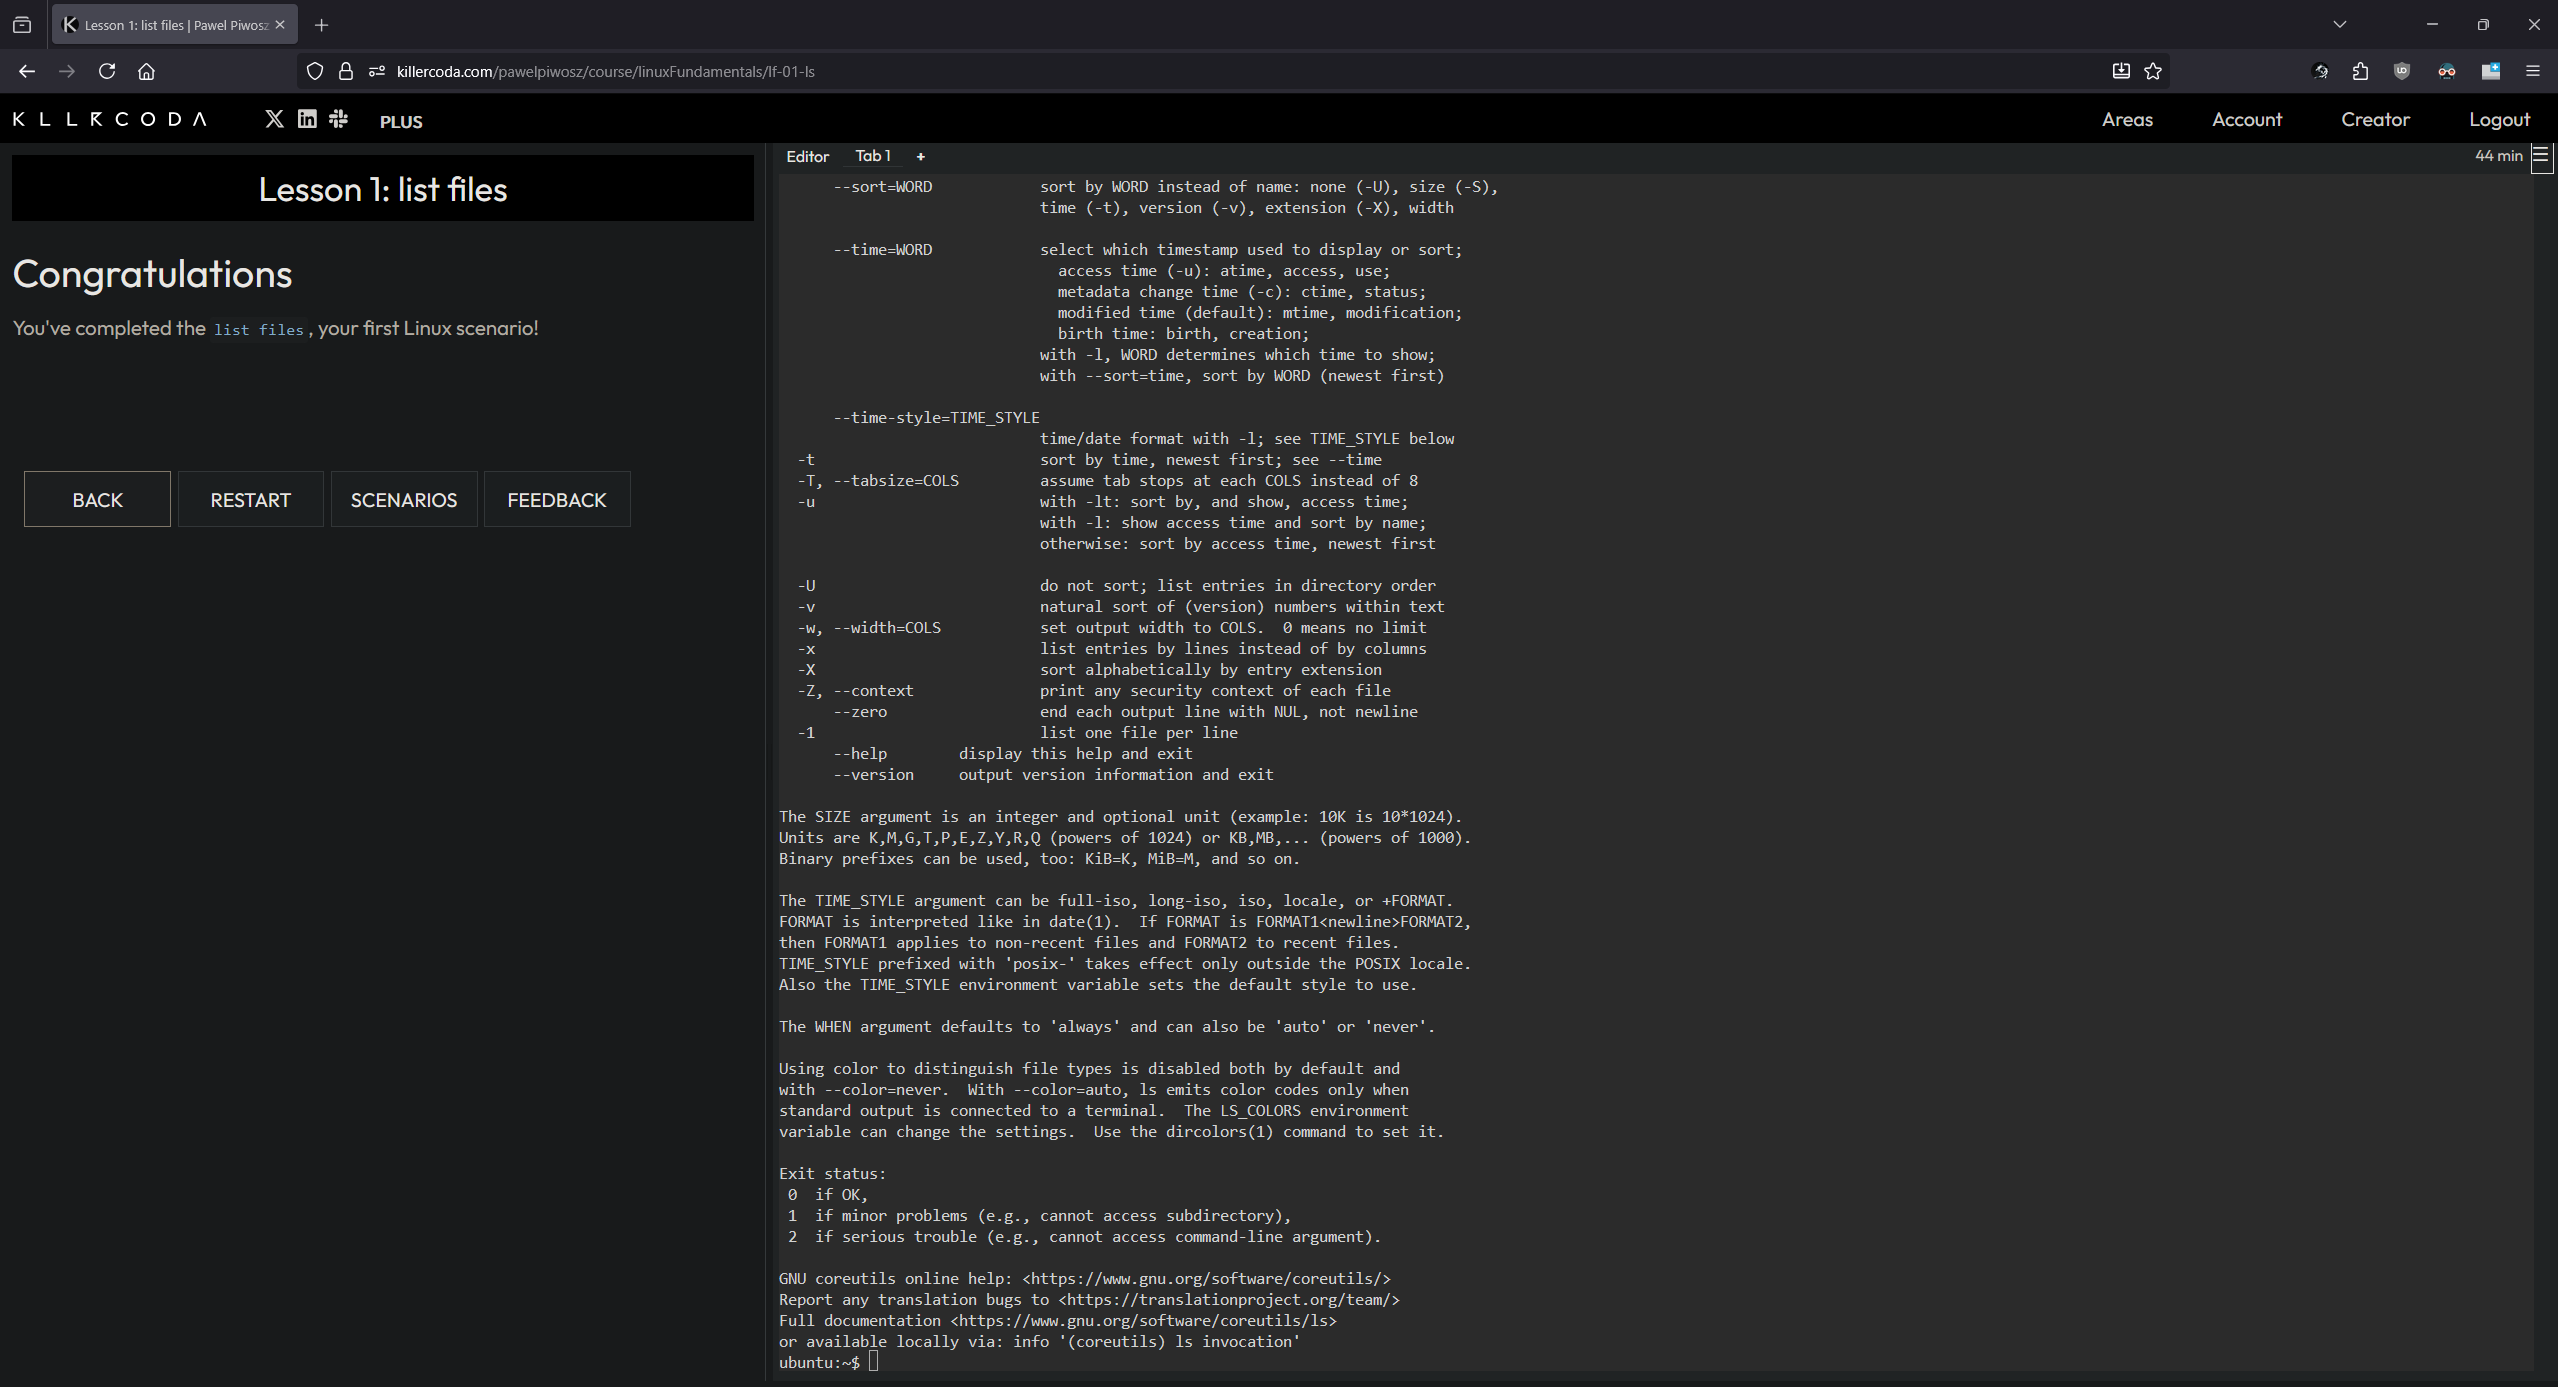 Lesson 1: list files | Pawel Piwosz
killercoda.com/pawelpiwosz/course/linuxFundamentals/lf-01-ls
KLLRCODA
PLUS
Areas
Account
Creator
Logout
Lesson 1: list files
Congratulations
You've completed the list files, your first Linux scenario!
BACK
RESTART
SCENARIOS
FEEDBACK
Editor
Tab 1
+
44 min
--sort=WORD            sort by WORD instead of name: none (-U), size (-S),
time (-t), version (-v), extension (-X), width
--time=WORD            select which timestamp used to display or sort;
access time (-u): atime, access, use;
metadata change time (-c): ctime, status;
modified time (default): mtime, modification;
birth time: birth, creation;
with -l, WORD determines which time to show;
with --sort=time, sort by WORD (newest first)
--time-style=TIME_STYLE
time/date format with -l; see TIME_STYLE below
-t                         sort by time, newest first; see --time
-T, --tabsize=COLS         assume tab stops at each COLS instead of 8
-u                         with -lt: sort by, and show, access time;
with -l: show access time and sort by name;
otherwise: sort by access time, newest first
-U                         do not sort; list entries in directory order
-v                         natural sort of (version) numbers within text
-w, --width=COLS           set output width to COLS.  0 means no limit
-x                         list entries by lines instead of by columns
-X                         sort alphabetically by entry extension
-Z, --context              print any security context of each file
--zero                 end each output line with NUL, not newline
-1                         list one file per line
--help        display this help and exit
--version     output version information and exit
The SIZE argument is an integer and optional unit (example: 10K is 10*1024).
Units are K,M,G,T,P,E,Z,Y,R,Q (powers of 1024) or KB,MB,... (powers of 1000).
Binary prefixes can be used, too: KiB=K, MiB=M, and so on.
The TIME_STYLE argument can be full-iso, long-iso, iso, locale, or +FORMAT.
FORMAT is interpreted like in date(1).  If FORMAT is FORMAT1<newline>FORMAT2,
then FORMAT1 applies to non-recent files and FORMAT2 to recent files.
TIME_STYLE prefixed with 'posix-' takes effect only outside the POSIX locale.
Also the TIME_STYLE environment variable sets the default style to use.
The WHEN argument defaults to 'always' and can also be 'auto' or 'never'.
Using color to distinguish file types is disabled both by default and
with --color=never.  With --color=auto, ls emits color codes only when
standard output is connected to a terminal.  The LS_COLORS environment
variable can change the settings.  Use the dircolors(1) command to set it.
Exit status:
0  if OK,
1  if minor problems (e.g., cannot access subdirectory),
2  if serious trouble (e.g., cannot access command-line argument).
GNU coreutils online help: <https://www.gnu.org/software/coreutils/>
Report any translation bugs to <https://translationproject.org/team/>
Full documentation <https://www.gnu.org/software/coreutils/ls>
or available locally via: info '(coreutils) ls invocation'
ubuntu:~$